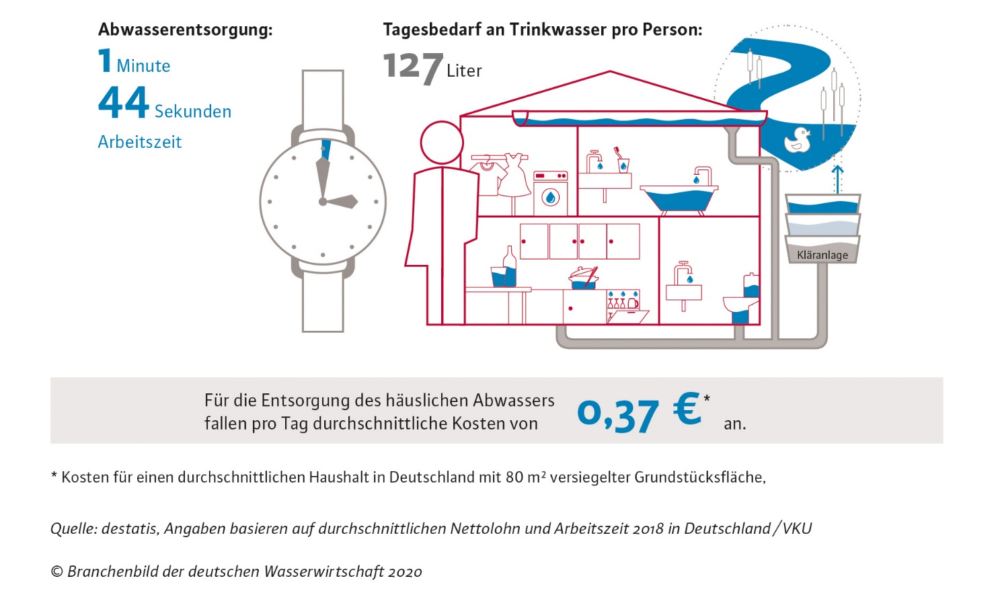 Abwasserentsorgung:
1 Minute
44 Sekunden
Arbeitszeit
Tagesbedarf an Trinkwasser pro Person:
127 Liter
Kläranlage
Für die Entsorgung des häuslichen Abwassers
fallen pro Tag durchschnittliche Kosten von
0,37 €* an.
* Kosten für einen durchschnittlichen Haushalt in Deutschland mit 80 m² versiegelter Grundstücksfläche,
Quelle: destatis, Angaben basieren auf durchschnittlichen Nettolohn und Arbeitszeit 2018 in Deutschland / VKU
© Branchenbild der deutschen Wasserwirtschaft 2020